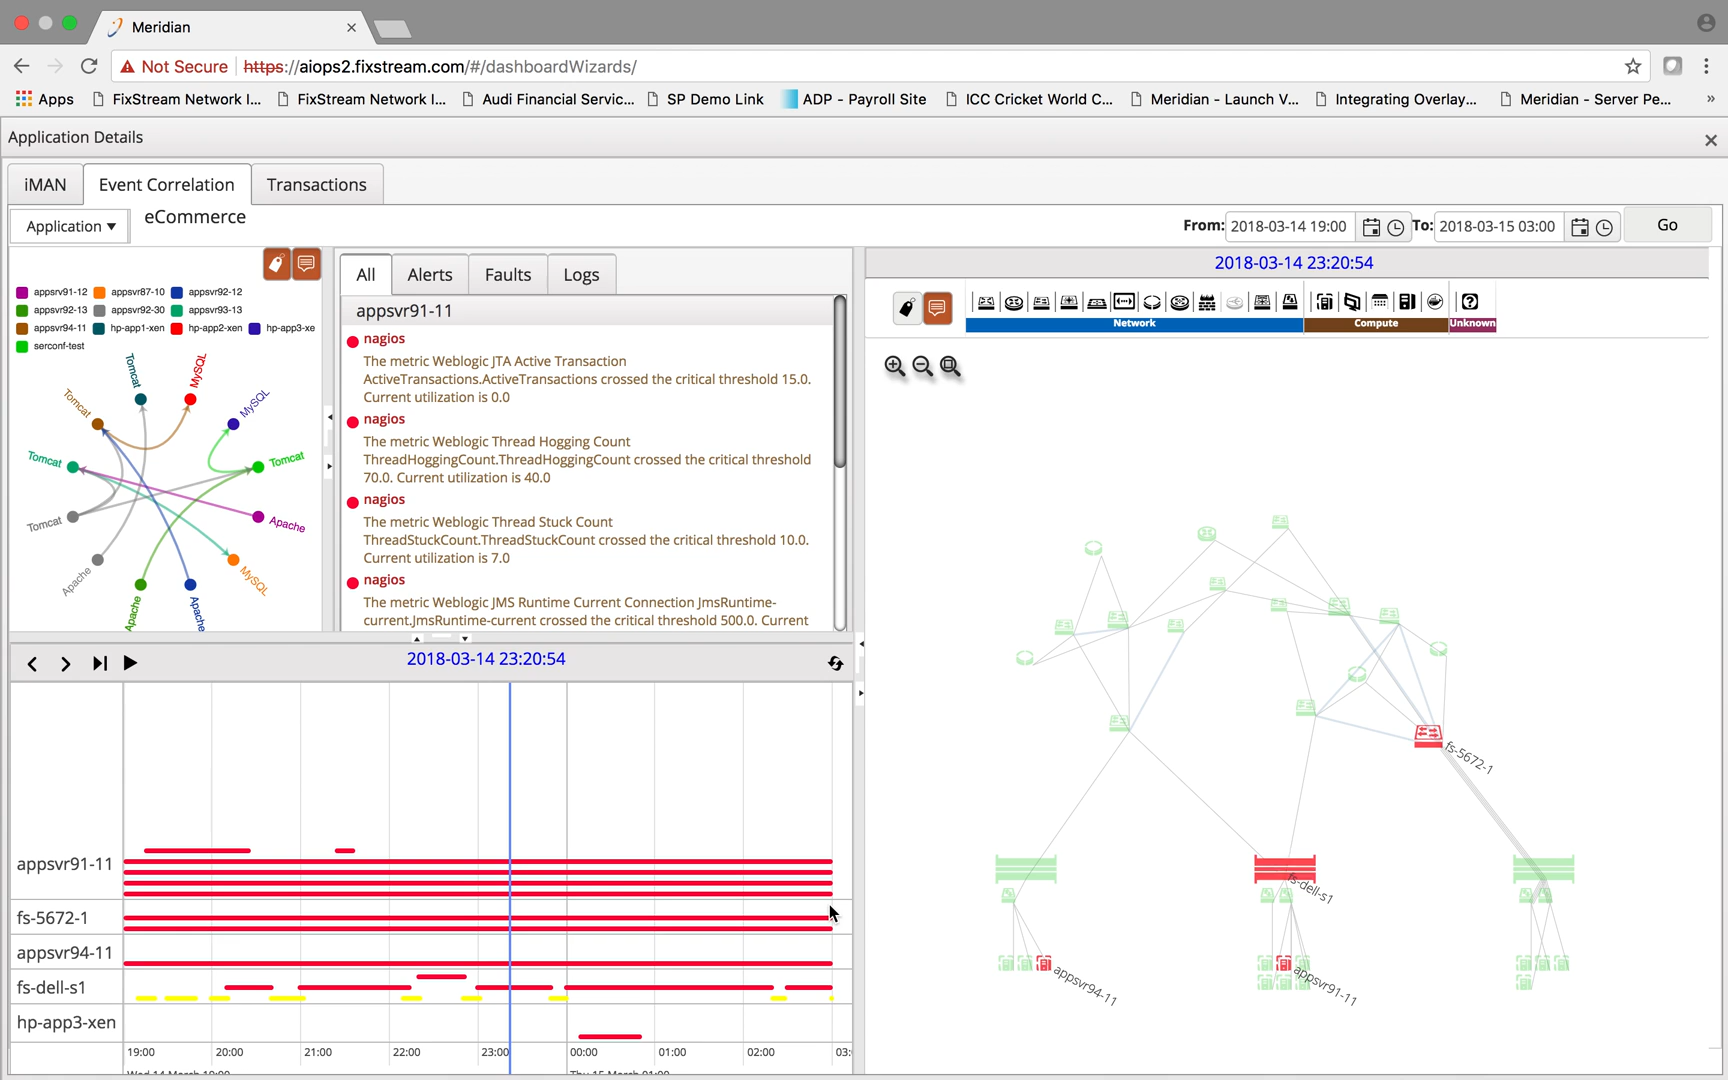 Meridian
Not Secure https://aiops2.fixstream.com/#/dashboardWizards/
Apps FixStream Network I... FixStream Network I... Audi Financial Servic... SP Demo Link ADP - Payroll Site ICC Cricket World C... Meridian - Launch V... Integrating Overlay... Meridian - Server Pe... »
Application Details
iMAN Event Correlation Transactions
Application ▾ eCommerce
From: 2018-03-14 19:00 To: 2018-03-15 03:00 Go
appsrv91-12 appsvr87-10 appsvr92-12
appsvr92-13 appsvr92-30 appsvr93-13
appsvr94-11 hp-app1-xen hp-app2-xen hp-app3-xe
serconf-test
Tomcat
MySQL
Tomcat
MySQL
Tomcat
Tomcat
Tomcat
Apache
Apache
MySQL
Apache
Apache
All Alerts Faults Logs
appsvr91-11
nagios
The metric Weblogic JTA Active Transaction
ActiveTransactions.ActiveTransactions crossed the critical threshold 15.0.
Current utilization is 0.0
nagios
The metric Weblogic Thread Hogging Count
ThreadHoggingCount.ThreadHoggingCount crossed the critical threshold
70.0. Current utilization is 40.0
nagios
The metric Weblogic Thread Stuck Count
ThreadStuckCount.ThreadStuckCount crossed the critical threshold 10.0.
Current utilization is 7.0
nagios
The metric Weblogic JMS Runtime Current Connection JmsRuntime-
current.JmsRuntime-current crossed the critical threshold 500.0. Current
2018-03-14 23:20:54
Network Compute Unknown
fs-5672-1
fs-dell-s1
appsvr94-11
appsvr91-11
2018-03-14 23:20:54
appsvr91-11
fs-5672-1
appsvr94-11
fs-dell-s1
hp-app3-xen
19:00 20:00 21:00 22:00 23:00 00:00 01:00 02:00 03: